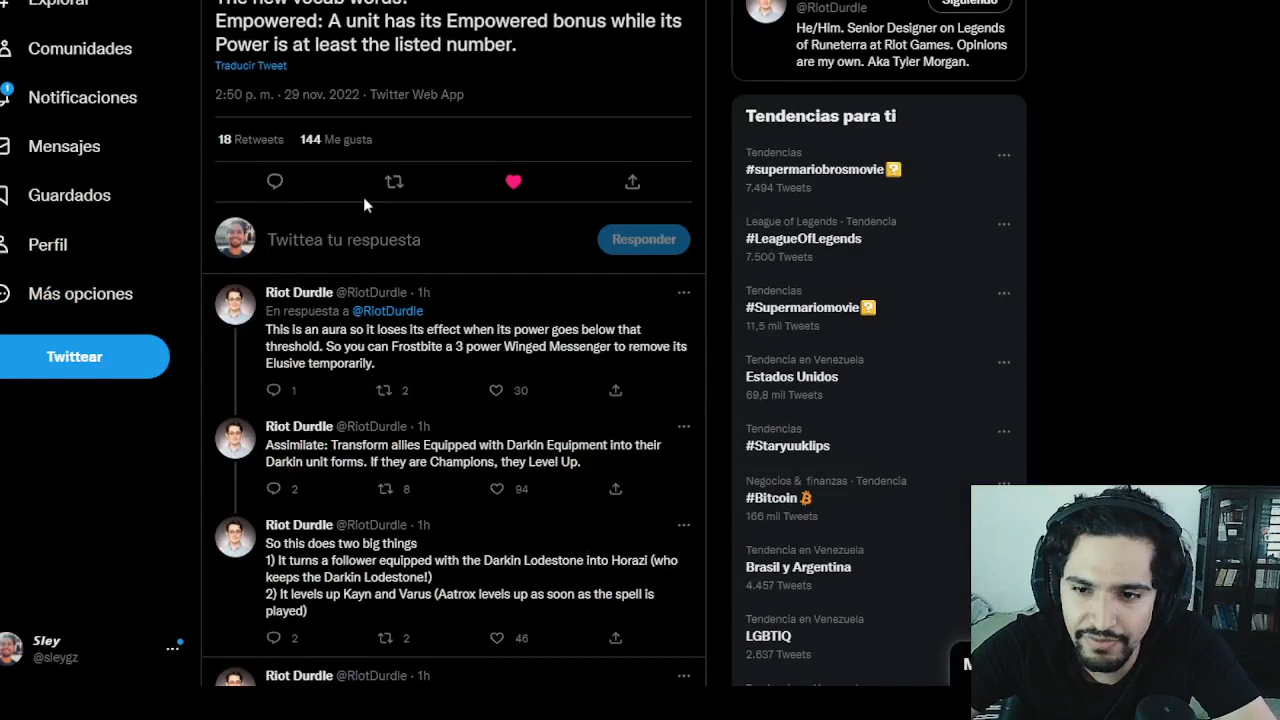 Explorar
Comunidades
1
Notificaciones
Mensajes
Guardados
Perfil
Más opciones
Twittear
Sley
@sleygz
The new vocab words!
Empowered: A unit has its Empowered bonus while its
Power is at least the listed number.
Traducir Tweet
2:50 p. m. · 29 nov. 2022 · Twitter Web App
18 Retweets 144 Me gusta
Twittea tu respuesta
Responder
Riot Durdle @RIotDurdle · 1h
En respuesta a @RIotDurdle
This is an aura so it loses its effect when its power goes below that
threshold. So you can Frostbite a 3 power Winged Messenger to remove its
Elusive temporarily.
1 2 30
Riot Durdle @RIotDurdle · 1h
Assimilate: Transform allies Equipped with Darkin Equipment into their
Darkin unit forms. If they are Champions, they Level Up.
2 8 94
Riot Durdle @RIotDurdle · 1h
So this does two big things
1) It turns a follower equipped with the Darkin Lodestone into Horazi (who
keeps the Darkin Lodestone!)
2) It levels up Kayn and Varus (Aatrox levels up as soon as the spell is
played)
2 2 46
Riot Durdle @RIotDurdle · 1h
@RIotDurdle
Siguiendo
He/Him. Senior Designer on Legends
of Runeterra at Riot Games. Opinions
are my own. Aka Tyler Morgan.
Tendencias para ti
Tendencias
#supermariobrosmovie
7.494 Tweets
League of Legends · Tendencia
#LeagueOfLegends
7.500 Tweets
Tendencias
#Supermariomovie
11,5 mil Tweets
Tendencia en Venezuela
Estados Unidos
69,8 mil Tweets
Tendencias
#Staryuuklips
Negocios & finanzas · Tendencia
#Bitcoin
166 mil Tweets
Tendencia en Venezuela
Brasil y Argentina
4.457 Tweets
Tendencia en Venezuela
LGBTIQ
2.637 Tweets